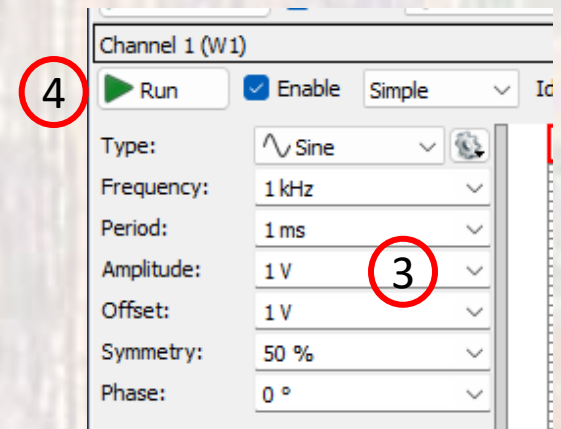 Channel 1 (W1)
4 Run Enable Simple Id
Type: Sine
Frequency: 1 kHz
Period: 1 ms
Amplitude: 1 V 3
Offset: 1 V
Symmetry: 50 %
Phase: 0 º